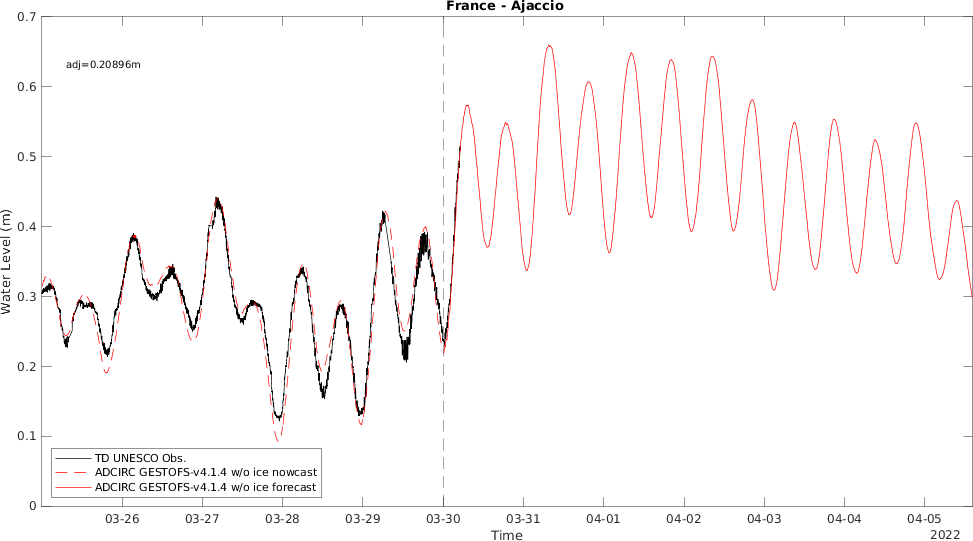 France - Ajaccio
0.7
adj=0.20896m
0.6
0.5
0.4
Water Level (m)
0.3
0.2
0.1
TD UNESCO Obs.
ADCIRC GESTOFS-v4.1.4 w/o ice nowcast
ADCIRC GESTOFS-v4.1.4 w/o ice forecast
0
03-26 03-27 03-28 03-29 03-30 03-31 04-01 04-02 04-03 04-04 04-05
Time 2022